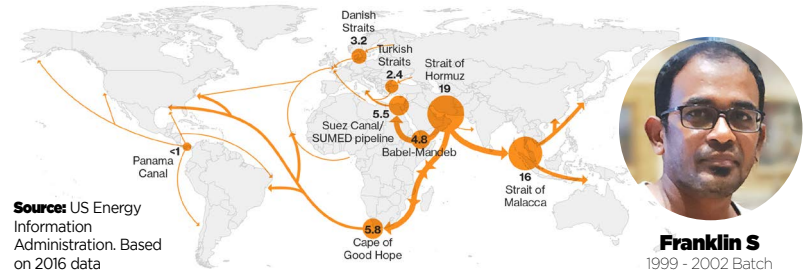 Danish
Straits
3.2
Turkish
Straits
2.4
Strait of
Hormuz
19
5.5
Suez Canal/
SUMED pipeline
4.8
Babel-Mandeb
<1
Panama
Canal
16
Strait of
Malacca
5.8
Cape of
Good Hope
Source: US Energy
Information
Administration. Based
on 2016 data
Franklin S
1999 - 2002 Batch